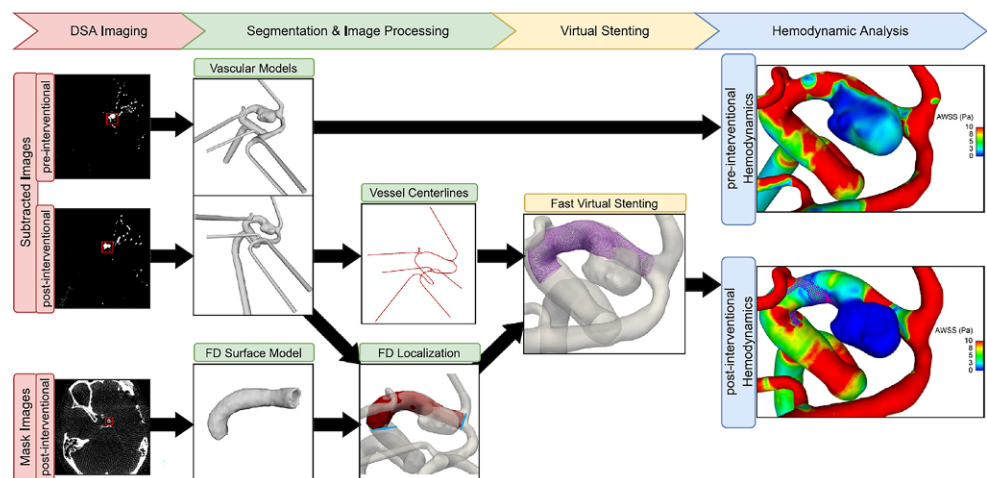 DSA Imaging
Segmentation & Image Processing
Virtual Stenting
Hemodynamic Analysis
Subtracted Images
pre-interventional
post-interventional
Vascular Models
Vessel Centerlines
Fast Virtual Stenting
pre-interventional
Hemodynamics
AWSS (Pa)
10
8
5
3
0
Mask Images
post-interventional
FD Surface Model
FD Localization
post-interventional
Hemodynamics
AWSS (Pa)
10
8
5
3
0